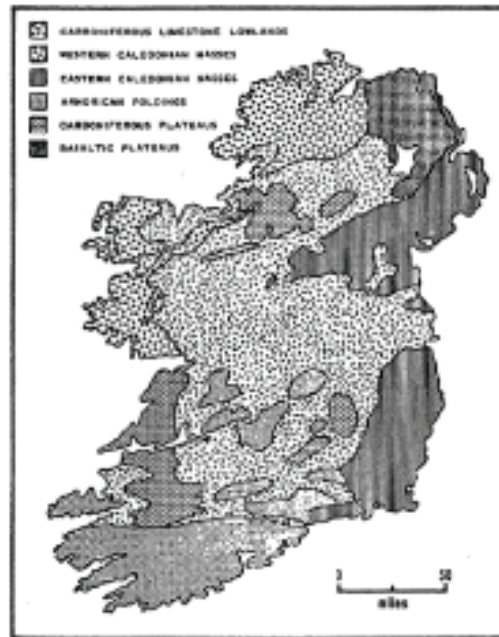 CARBONIFEROUS LIMESTONE LOWLANDS
WESTERN CALEDONIAN MASSES
EASTERN CALEDONIAN MASSES
ARMORICAN FOLDINGS
CARBONIFEROUS PLATEAUS
BASALTIC PLATEAUS
0 50
miles